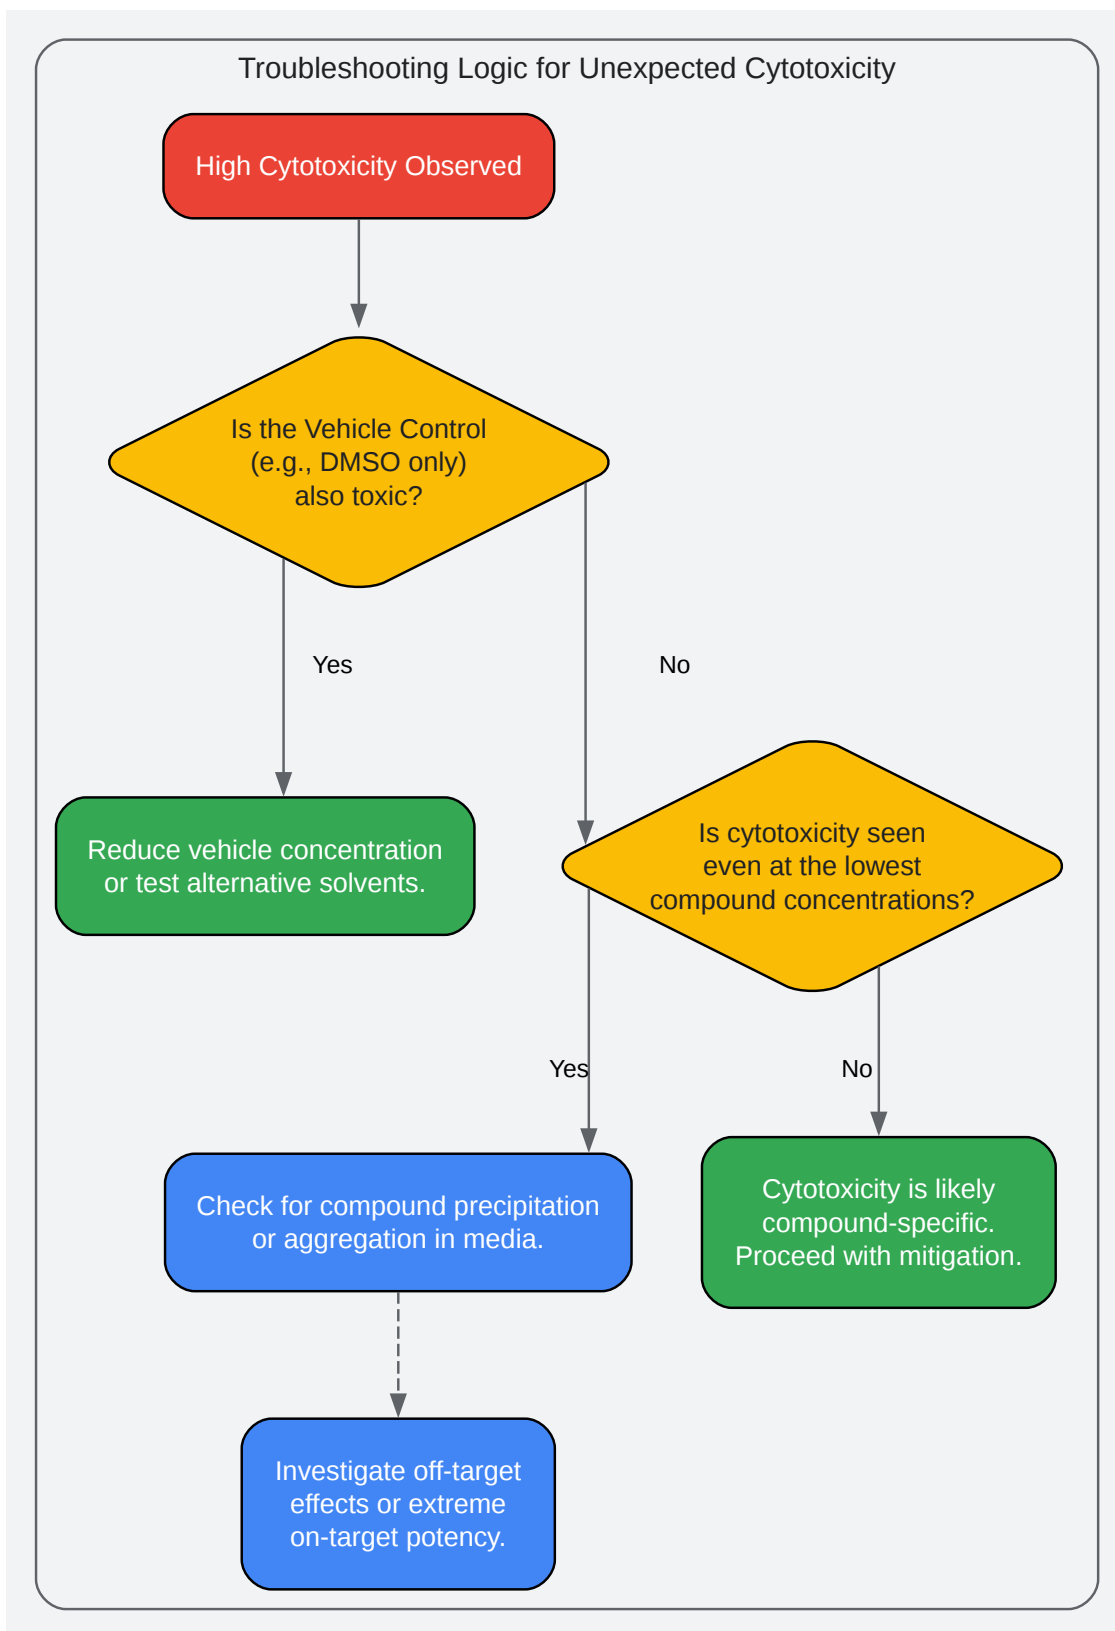 Troubleshooting Logic for Unexpected Cytotoxicity
High Cytotoxicity Observed
Is the Vehicle Control
(e.g., DMSO only)
also toxic?
Yes
No
Reduce vehicle concentration
or test alternative solvents.
Is cytotoxicity seen
even at the lowest
compound concentrations?
Yes
No
Check for compound precipitation
or aggregation in media.
Cytotoxicity is likely
compound-specific.
Proceed with mitigation.
Investigate off-target
effects or extreme
on-target potency.